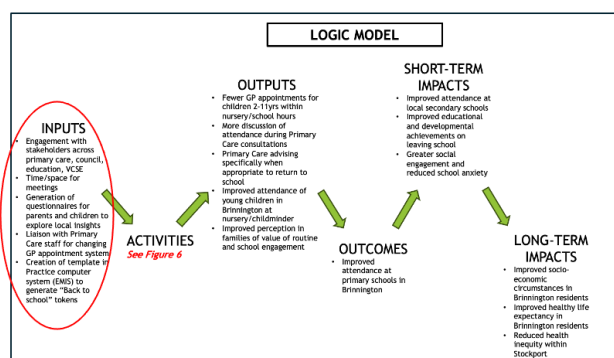 LOGIC MODEL
INPUTS
• Engagement with
stakeholders across
primary care, council,
education, VCSE
• Time/space for
meetings
• Generation of
questionnaires for
parents and children to
explore local insights
• Liaison with Primary
Care staff for changing
GP appointment system
• Creation of template in
Practice computer
system (EMIS) to
generate “Back to
school” tokens
ACTIVITIES
See Figure 6
OUTPUTS
• Fewer GP appointments for
children 2-11yrs within
nursery/school hours
• More discussion of
attendance during Primary
Care consultations
• Primary Care advising
specifically when
appropriate to return to
school
• Improved attendance of
young children in
Brinnington at
nursery/childminder
• Improved perception in
families of value of routine
and school engagement
OUTCOMES
• Improved
attendance at
primary schools in
Brinnington
SHORT-TERM
IMPACTS
• Improved attendance at
local secondary schools
• Improved educational
and developmental
achievements on
leaving school
• Greater social
engagement and
reduced school anxiety
LONG-TERM
IMPACTS
• Improved socio-
economic
circumstances in
Brinnington residents
• Improved healthy life
expectancy in
Brinnington residents
• Reduced health
inequity within
Stockport